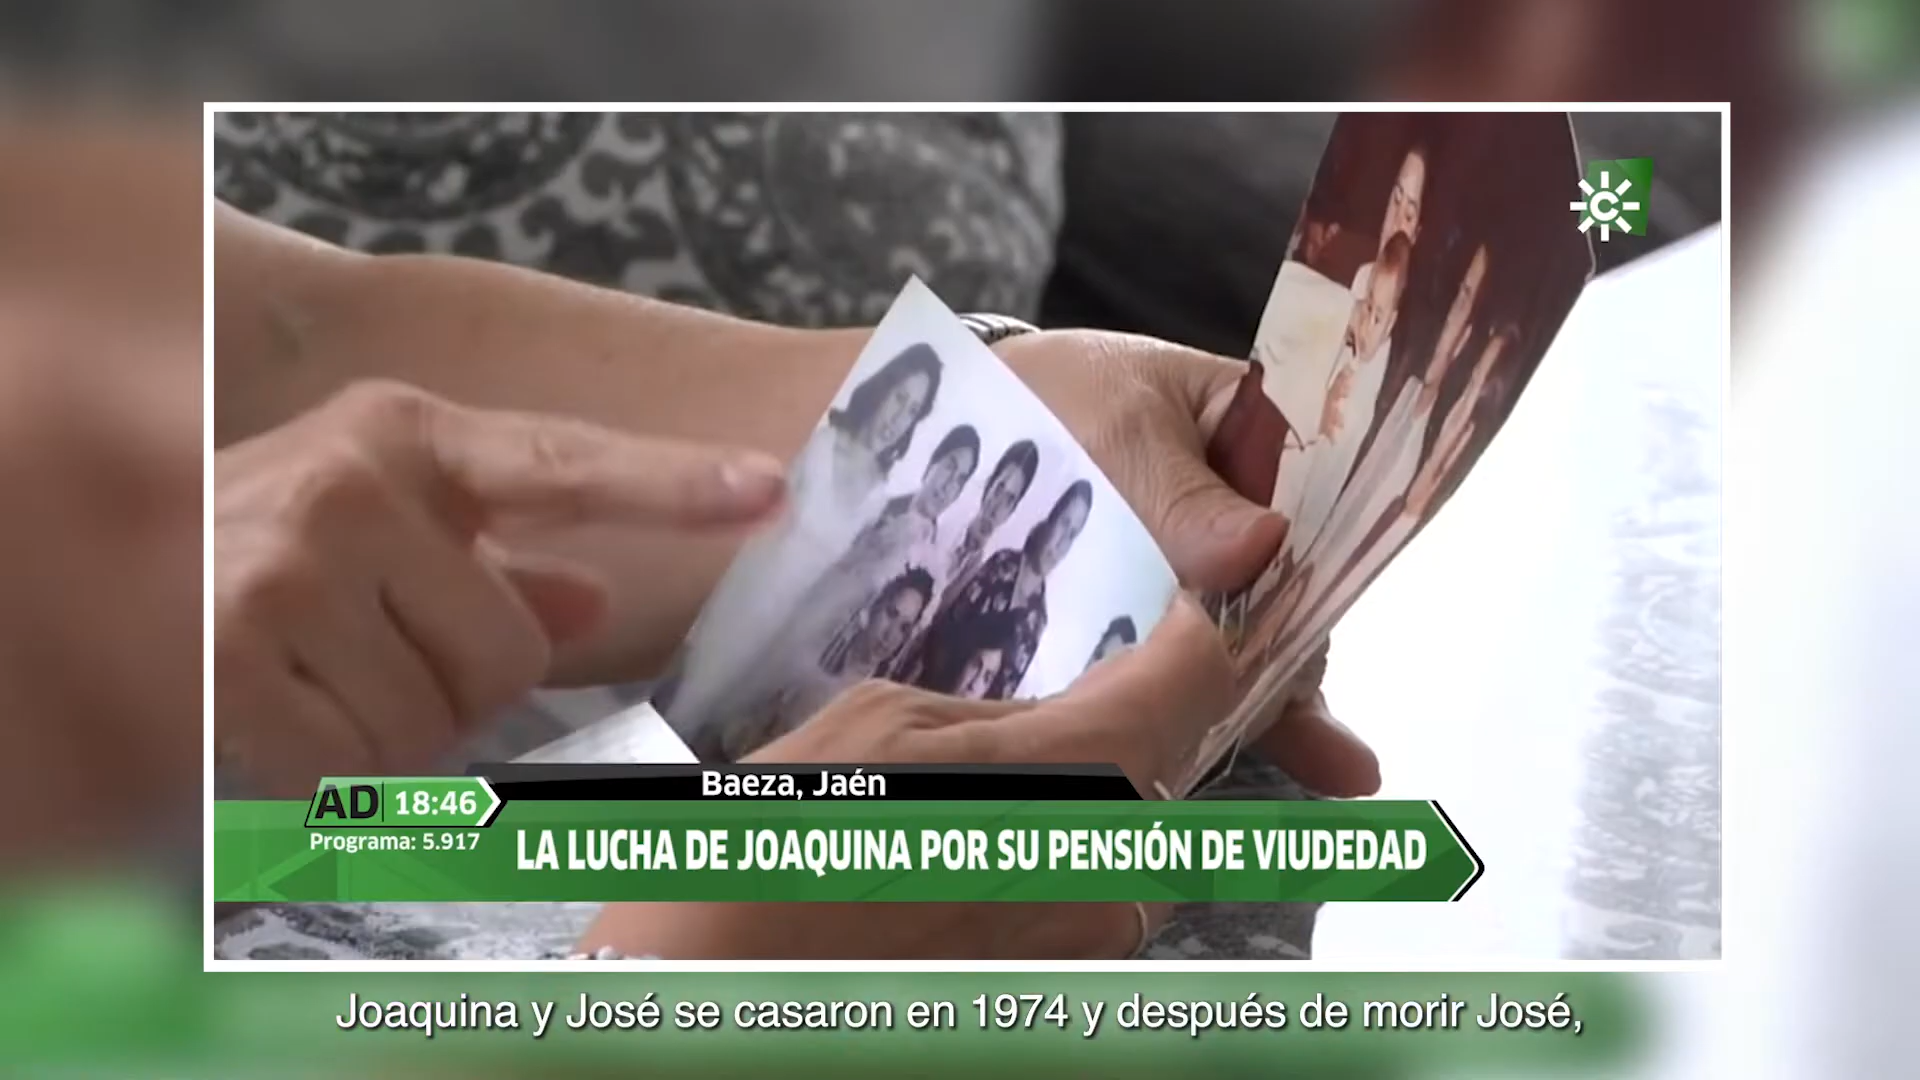 Baeza, Jaén
AD 18:46
Programa: 5.917
LA LUCHA DE JOAQUINA POR SU PENSIÓN DE VIUDEDAD
Joaquina y José se casaron en 1974 y después de morir José,